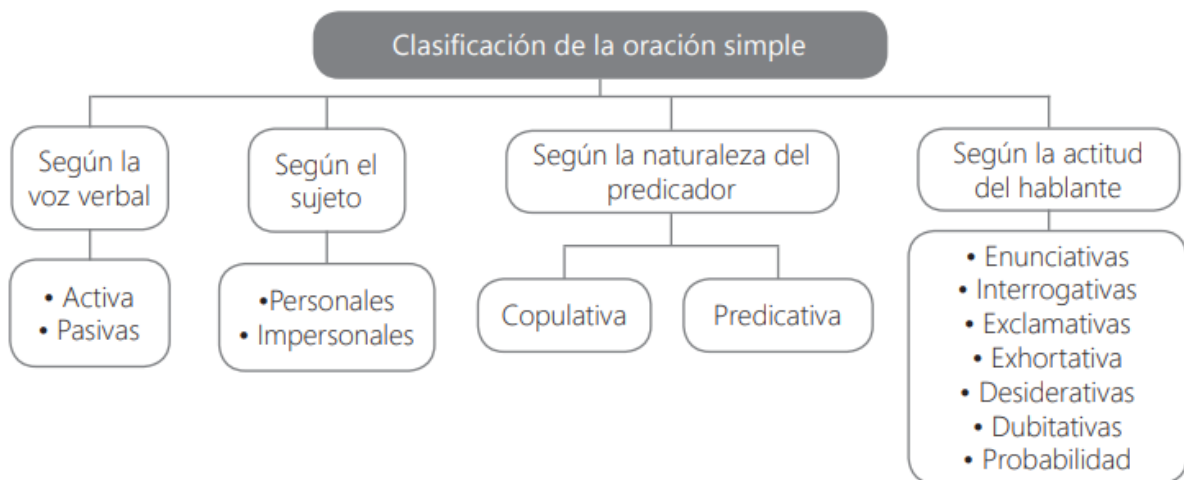 Clasificación de la oración simple
Según la
voz verbal
• Activa
• Pasivas
Según el
sujeto
•Personales
• Impersonales
Según la naturaleza del
predicador
Copulativa
Predicativa
Según la actitud
del hablante
• Enunciativas
• Interrogativas
• Exclamativas
• Exhortativa
• Desiderativas
• Dubitativas
• Probabilidad